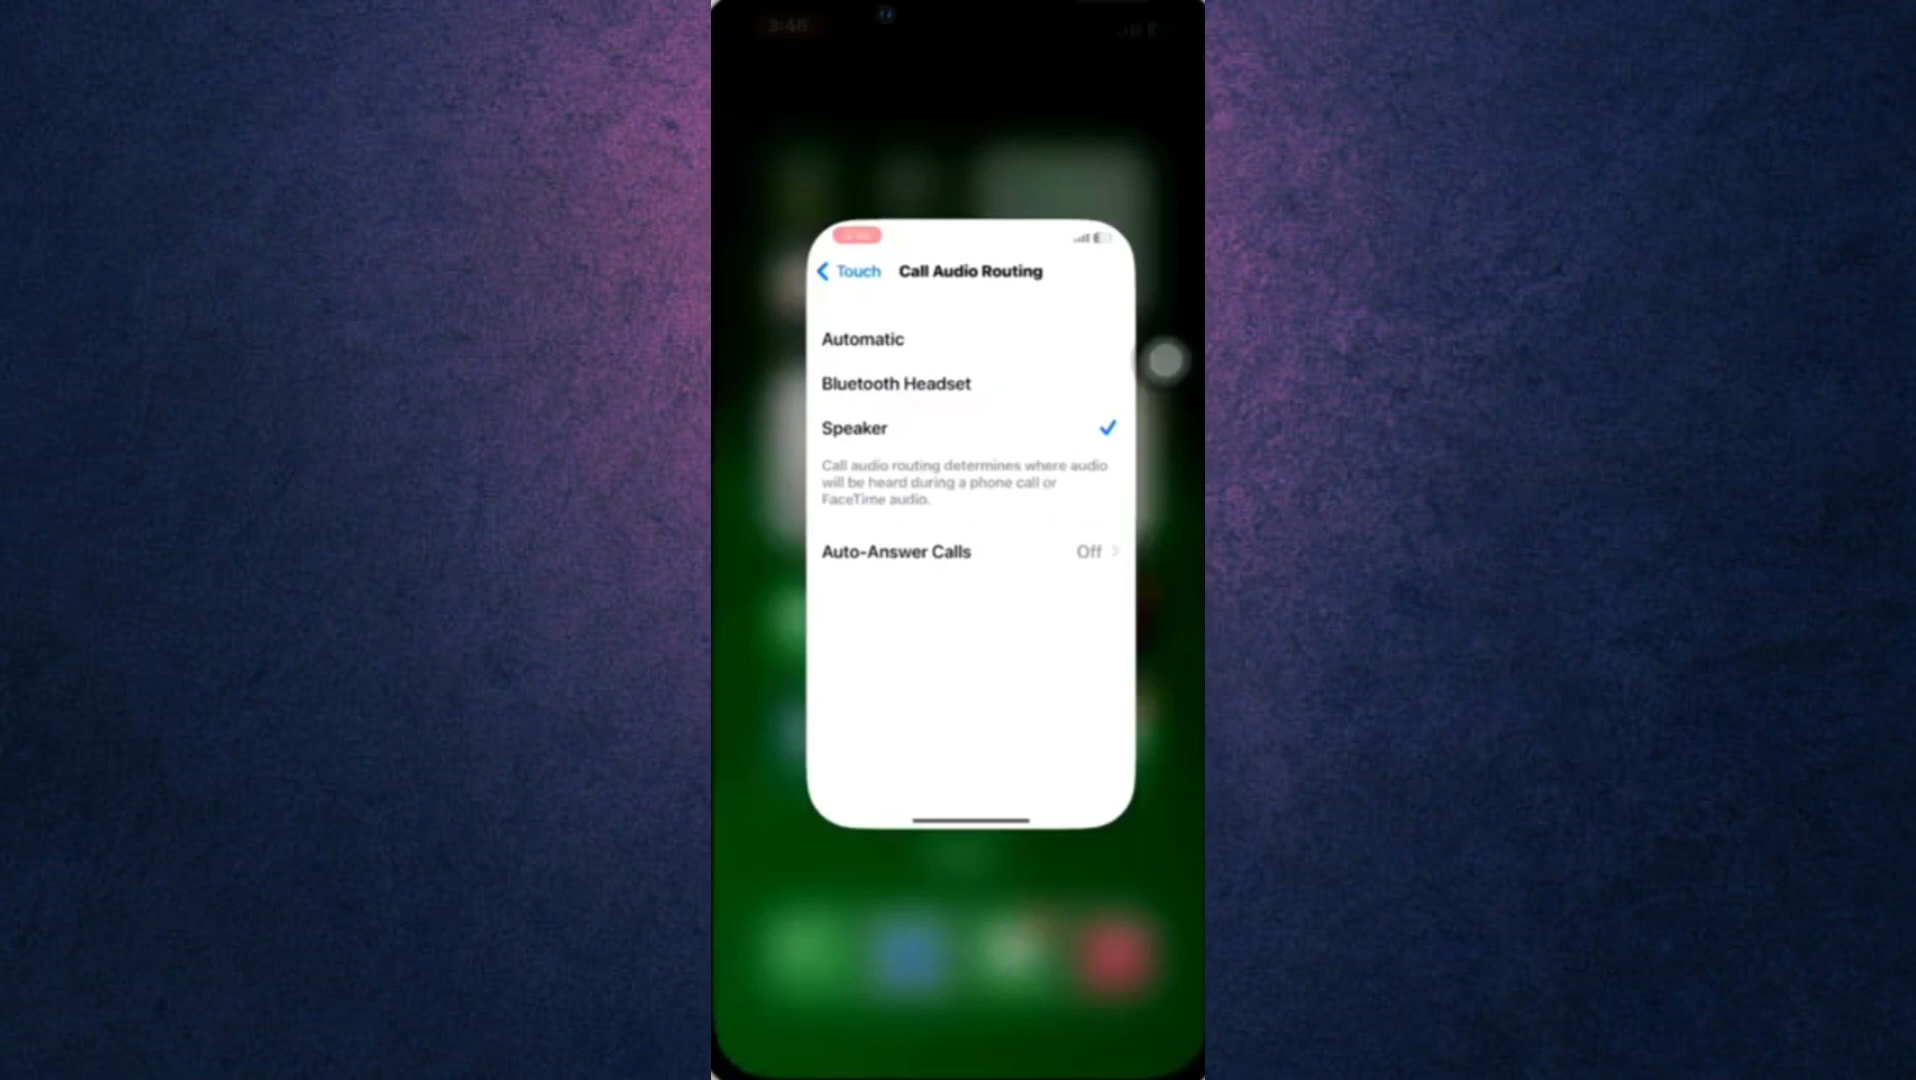 3:46
Touch
Call Audio Routing
Automatic
Bluetooth Headset
Speaker
Call audio routing determines where audio
will be heard during a phone call or
FaceTime audio.
Auto-Answer Calls
Off